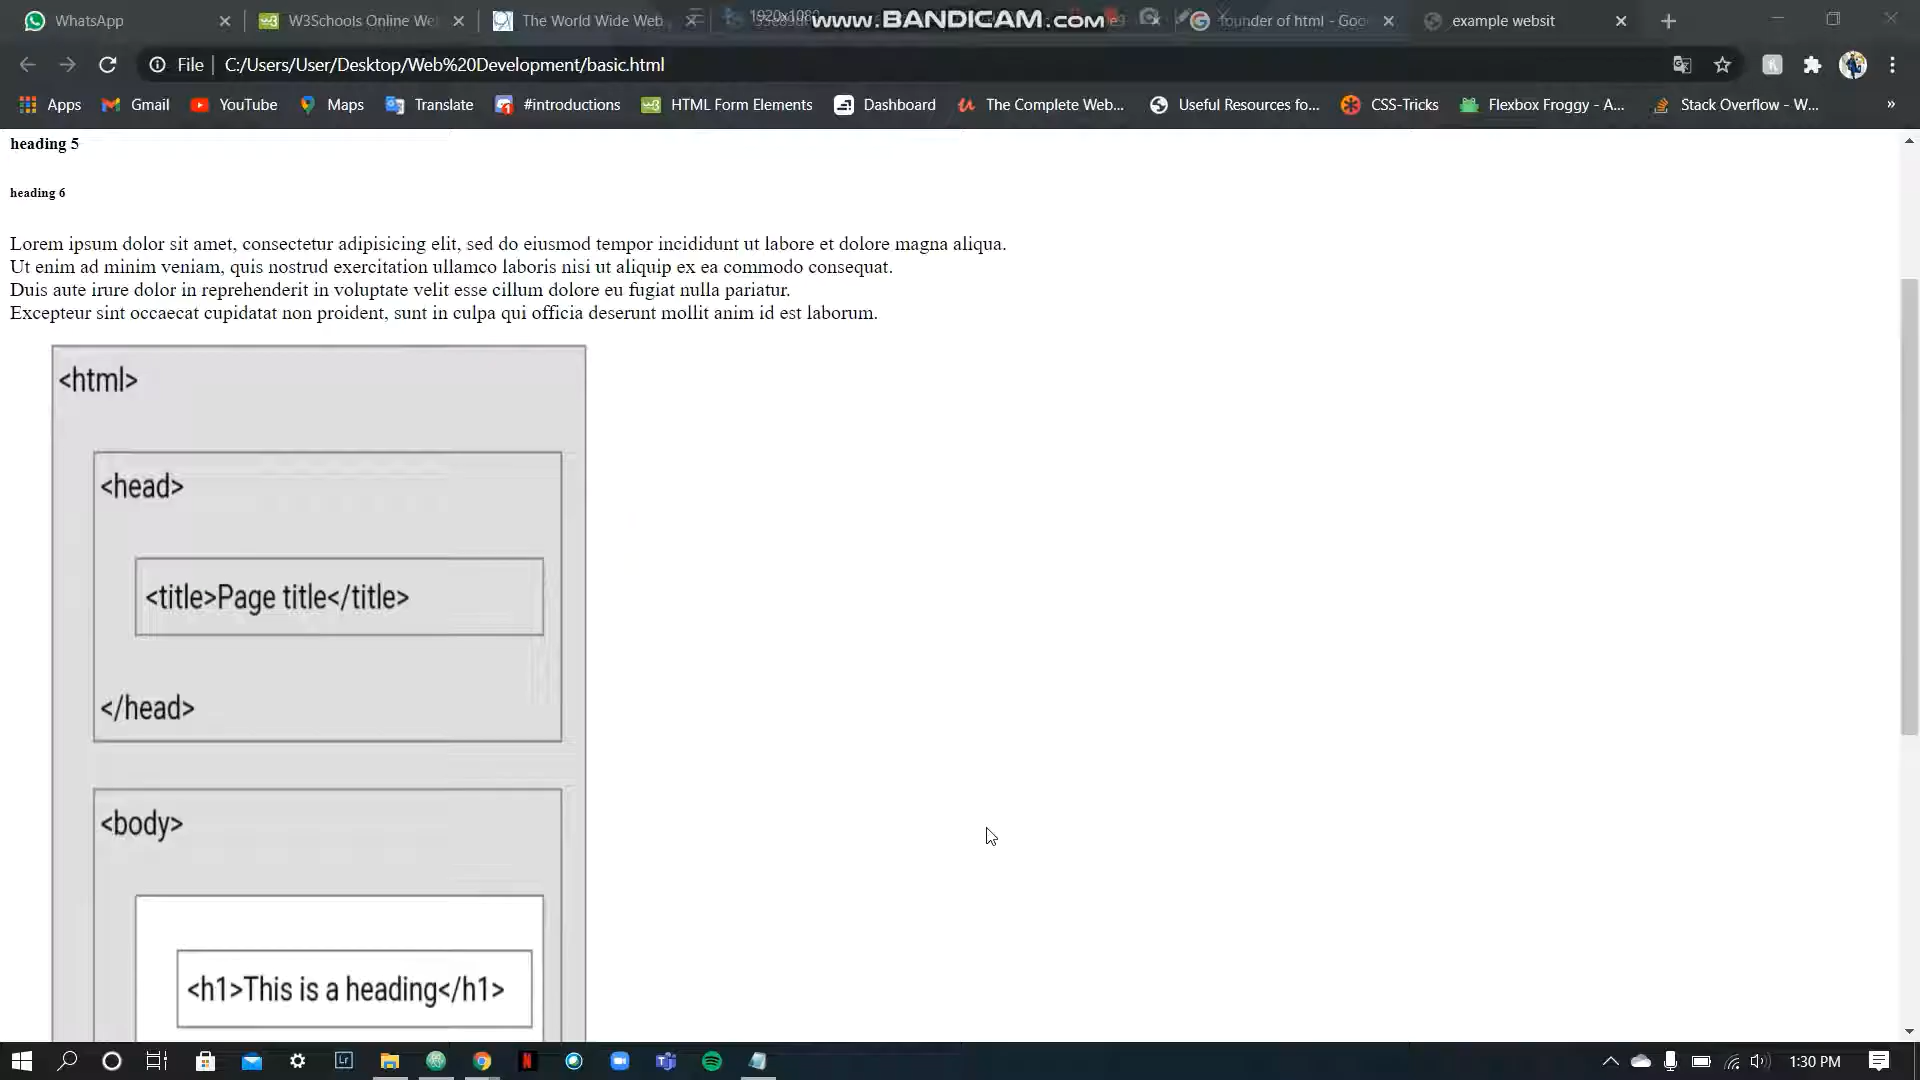 WhatsApp
W3Schools Online We
The World Wide Web
1920x1080
www.BANDICAM.com
founder of html - Goo
example websit
File
C:/Users/User/Desktop/Web%20Development/basic.html
Apps
Gmail
YouTube
Maps
Translate
#introductions
HTML Form Elements
Dashboard
The Complete Web...
Useful Resources fo...
CSS-Tricks
Flexbox Froggy - A...
Stack Overflow - W...
»
heading 5
heading 6
Lorem ipsum dolor sit amet, consectetur adipisicing elit, sed do eiusmod tempor incididunt ut labore et dolore magna aliqua.
Ut enim ad minim veniam, quis nostrud exercitation ullamco laboris nisi ut aliquip ex ea commodo consequat.
Duis aute irure dolor in reprehenderit in voluptate velit esse cillum dolore eu fugiat nulla pariatur.
Excepteur sint occaecat cupidatat non proident, sunt in culpa qui officia deserunt mollit anim id est laborum.
<html>
<head>
<title>Page title</title>
</head>
<body>
<h1>This is a heading</h1>
Lr
1:30 PM